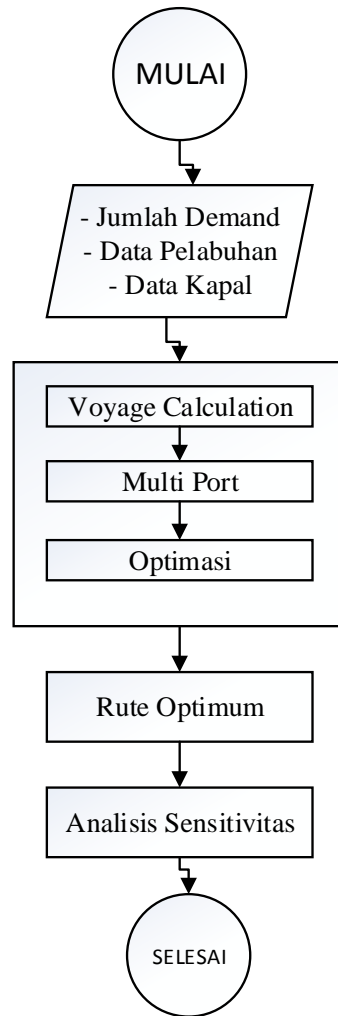 MULAI
- Jumlah Demand
- Data Pelabuhan
- Data Kapal
Voyage Calculation
Multi Port
Optimasi
Rute Optimum
Analisis Sensitivitas
SELESAI